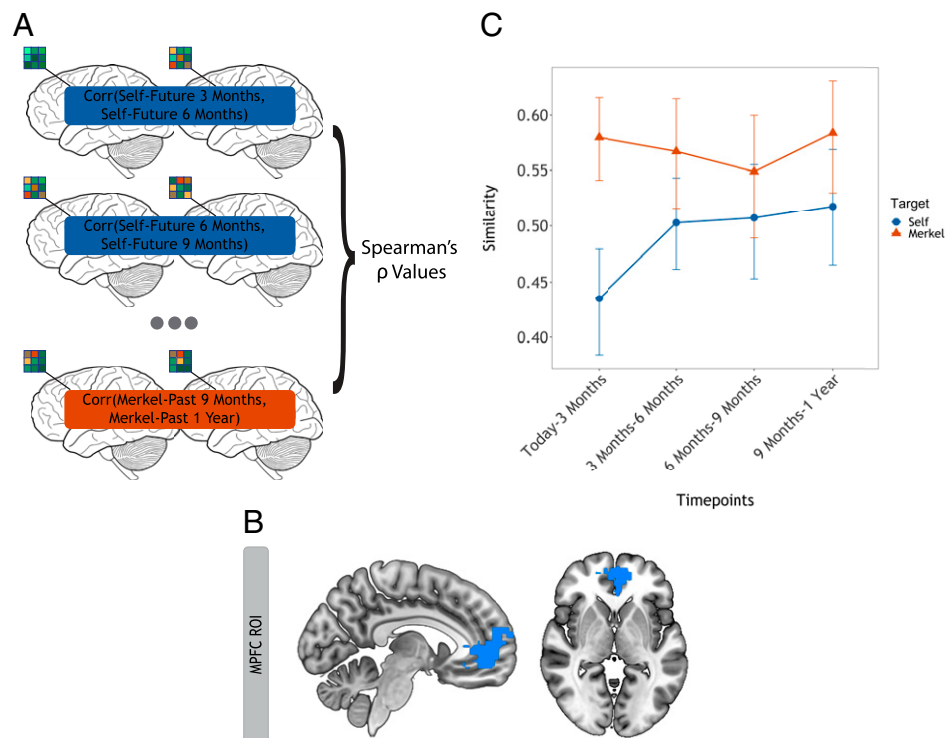 A
Corr(Self-Future 3 Months,
Self-Future 6 Months)
Corr(Self-Future 6 Months,
Self-Future 9 Months)
Corr(Merkel-Past 9 Months,
Merkel-Past 1 Year)
Spearman's
ρ Values
C
Similarity
0.60
0.55
0.50
0.45
0.40
Today-3 Months
3 Months-6 Months
6 Months-9 Months
9 Months-1 Year
Timepoints
Target
Self
Merkel
B
MPFC ROI